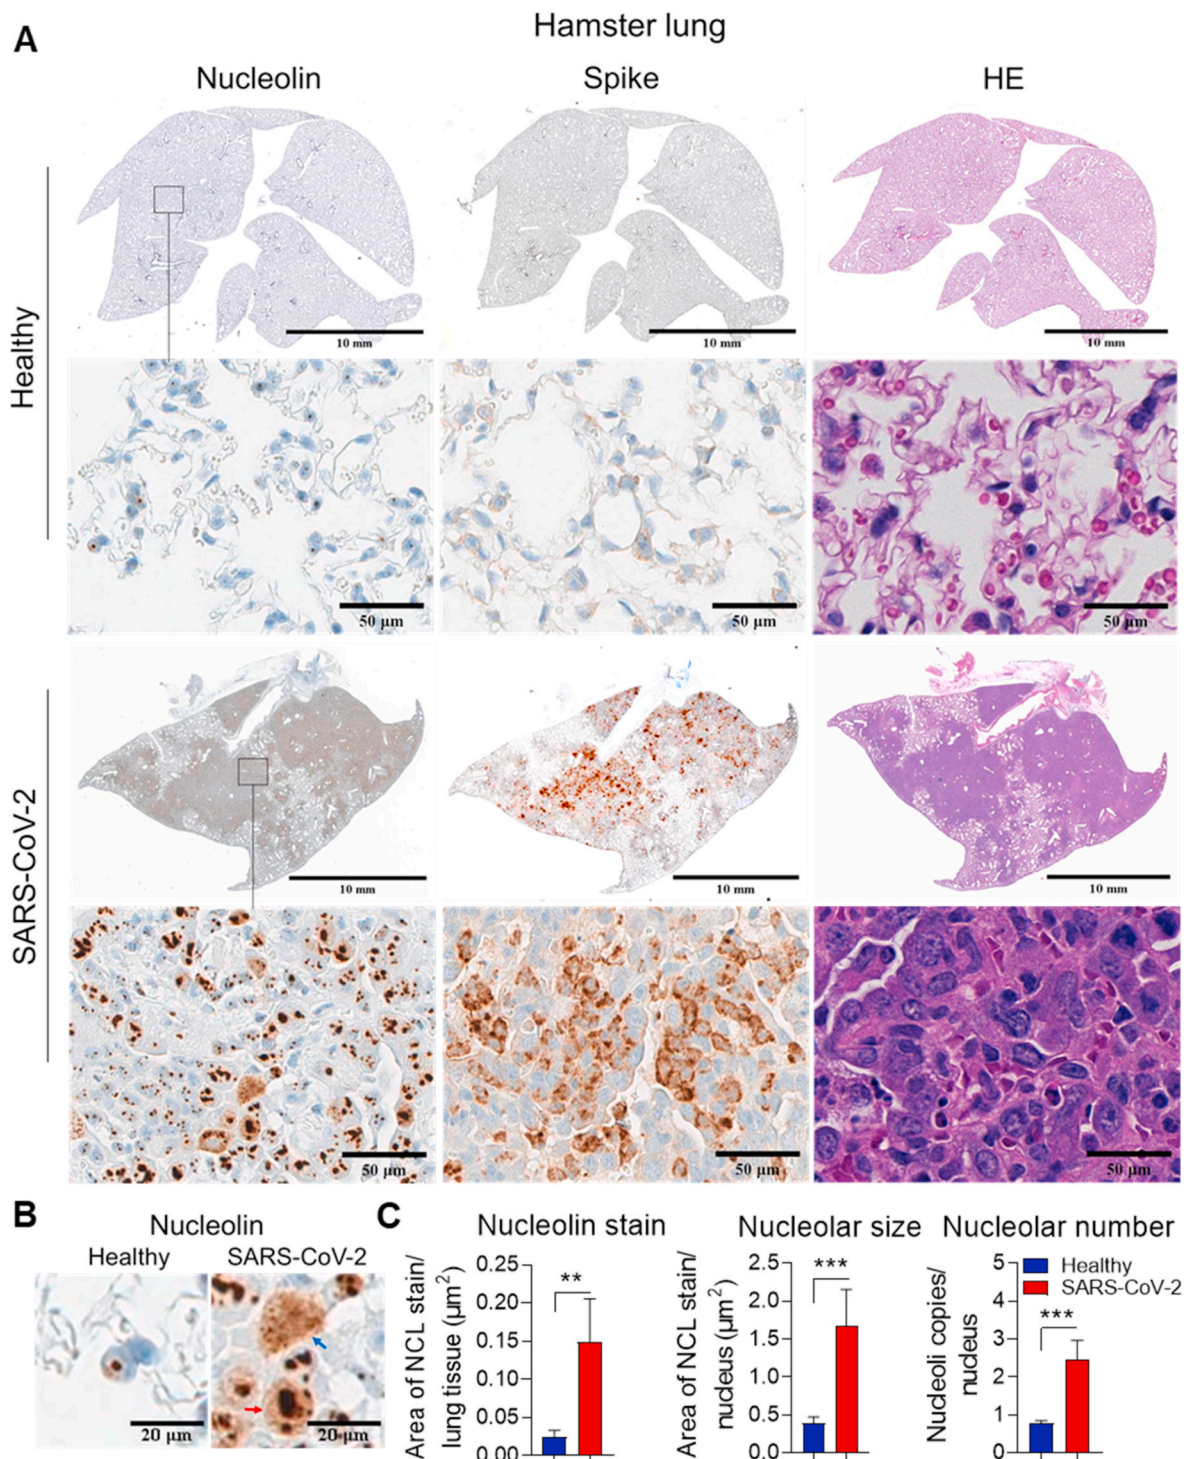 A
Hamster lung
Nucleolin
Spike
HE
Healthy
10 mm
10 mm
10 mm
50 μm
50 μm
50 μm
SARS-CoV-2
10 mm
10 mm
10 mm
50 μm
50 μm
50 μm
B
Nucleolin
Healthy
SARS-CoV-2
20 μm
20 μm
C
Nucleolin stain
Area of NCL stain/
lung tissue (μm²)
0.25
0.20
0.15
0.10
0.05
0.00
**
Nucleolar size
Area of NCL stain/
nudeus (μm²)
2.5
2.0
1.5
1.0
0.5
0.0
***
Nucleolar number
Nudeoli copies/
nudeus
5
4
3
2
1
0
***
Healthy
SARS-CoV-2